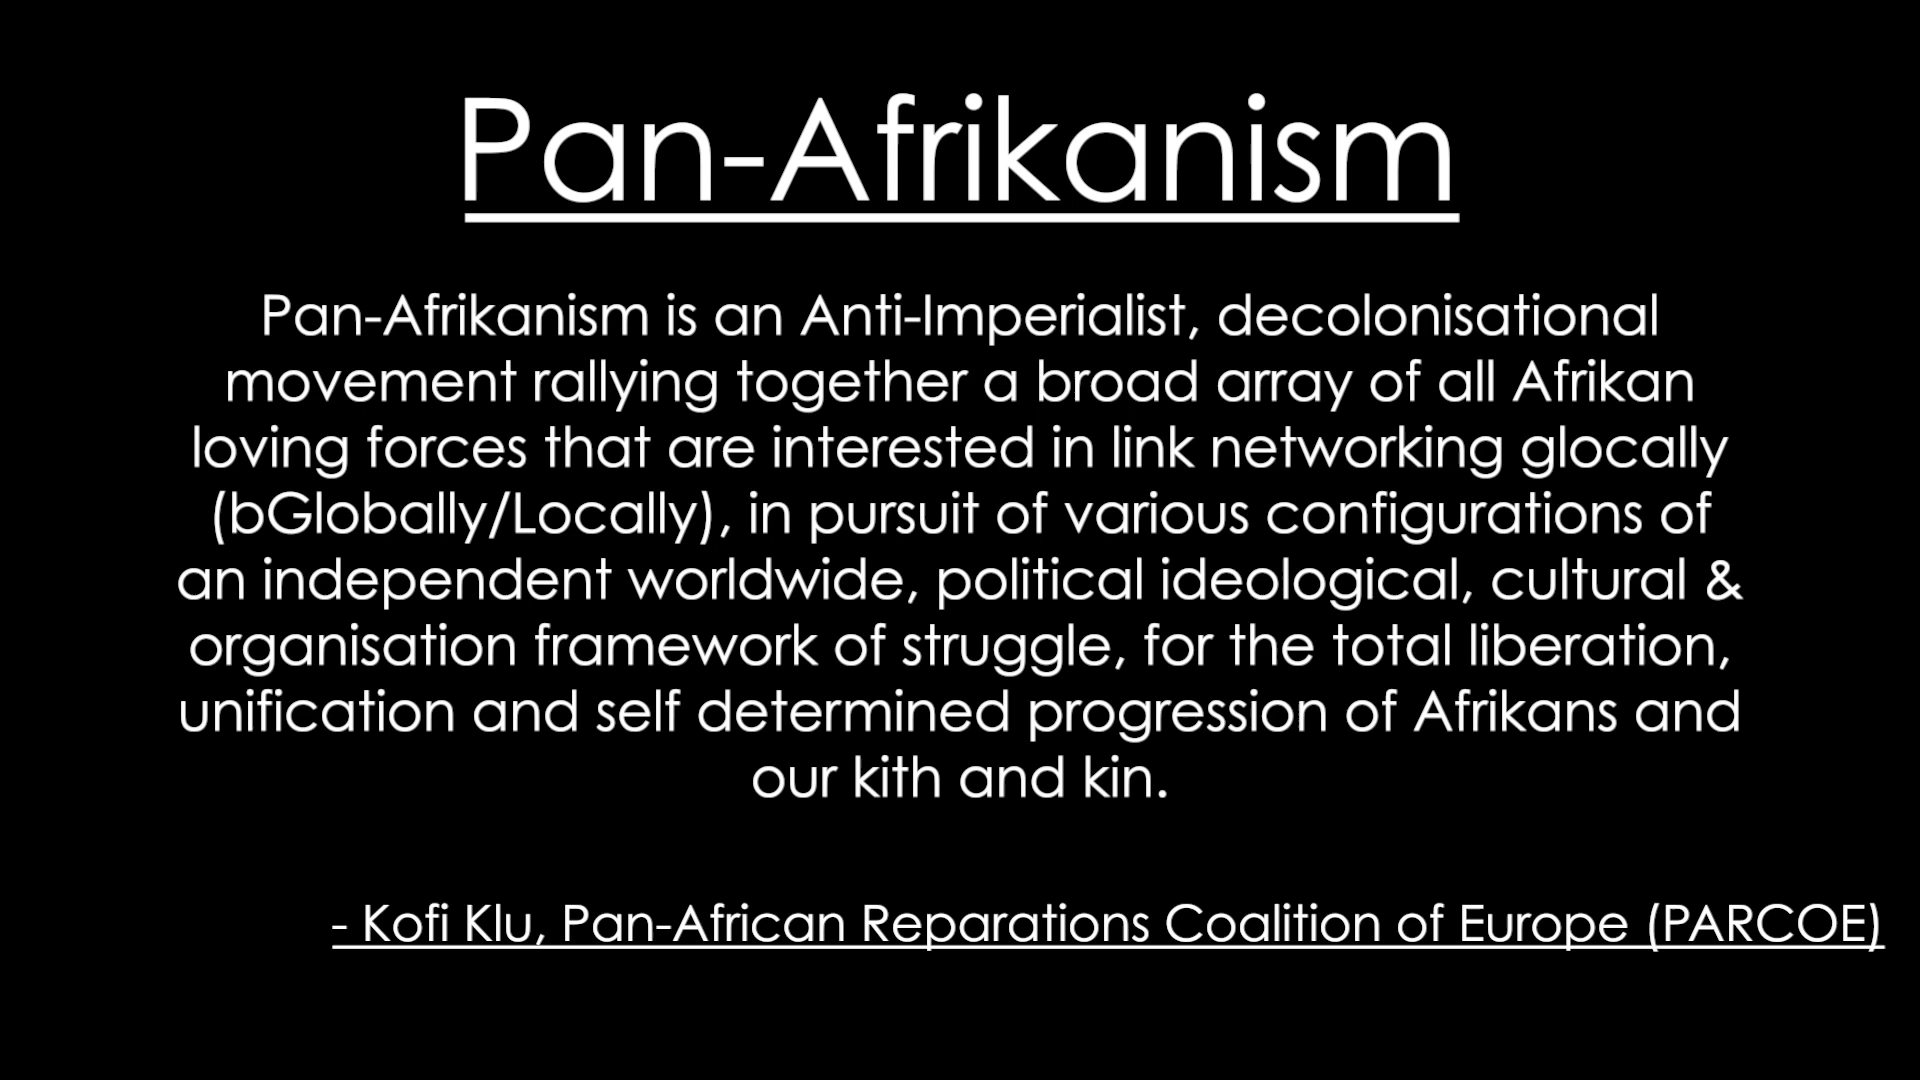 Pan-Afrikanism
Pan-Afrikanism is an Anti-Imperialist, decolonisational
movement rallying together a broad array of all Afrikan
loving forces that are interested in link networking glocally
(bGlobally/Locally), in pursuit of various configurations of
an independent worldwide, political ideological, cultural &
organisation framework of struggle, for the total liberation,
unification and self determined progression of Afrikans and
our kith and kin.
- Kofi Klu, Pan-African Reparations Coalition of Europe (PARCOE)